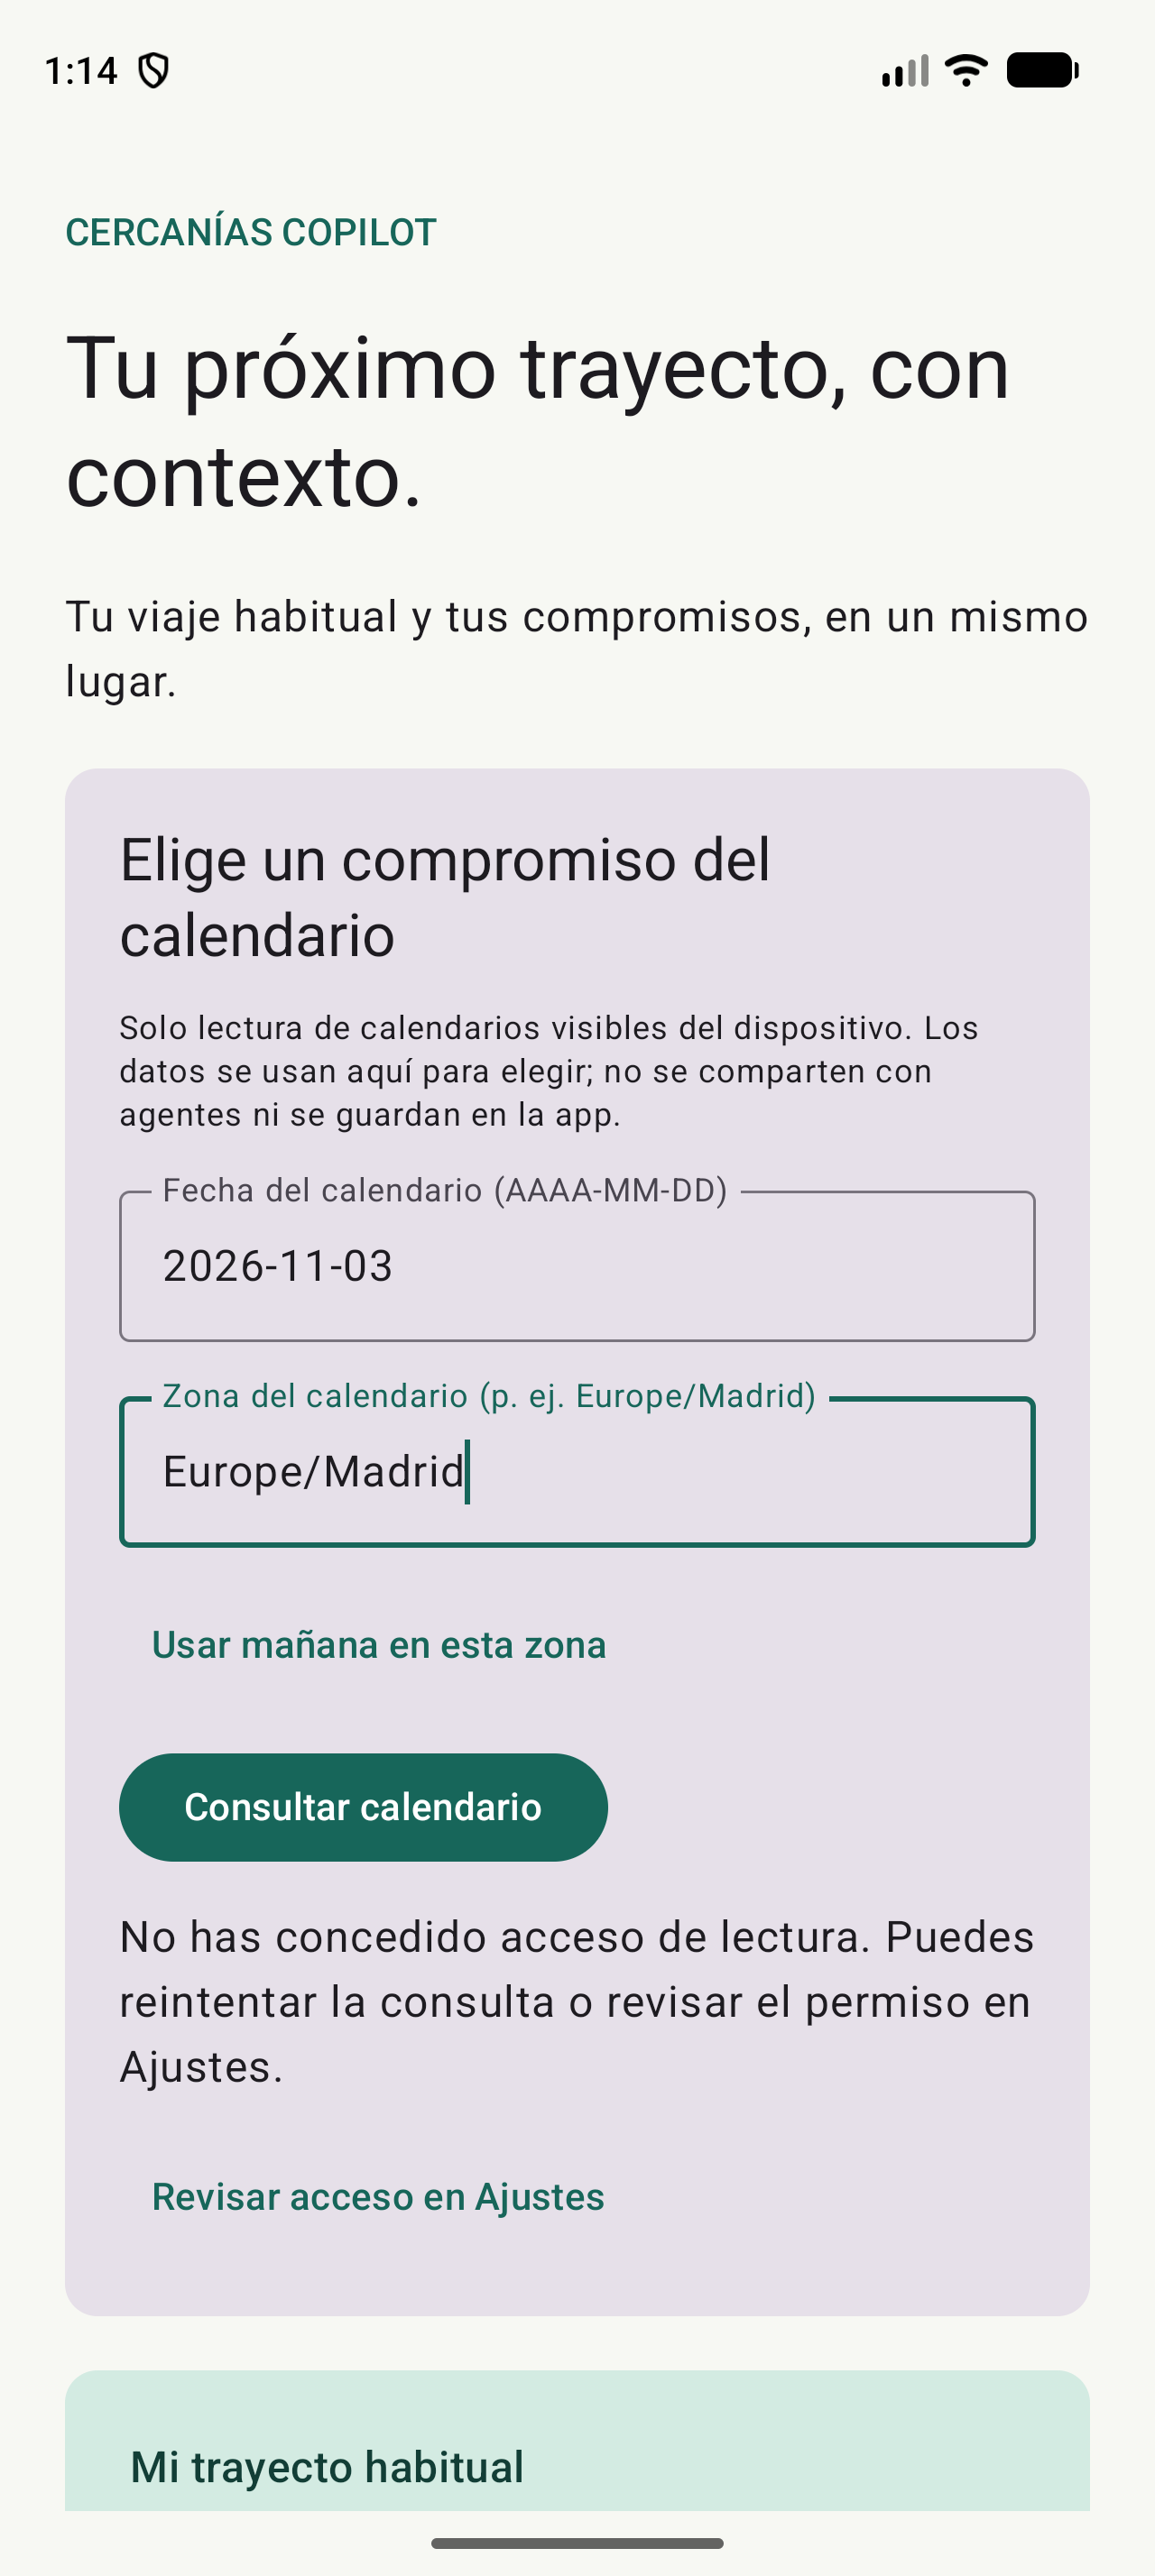 1:14
CERCANÍAS COPILOT
Tu próximo trayecto, con
contexto.
Tu viaje habitual y tus compromisos, en un mismo
lugar.
Elige un compromiso del
calendario
Solo lectura de calendarios visibles del dispositivo. Los
datos se usan aquí para elegir; no se comparten con
agentes ni se guardan en la app.
Fecha del calendario (AAAA-MM-DD)
2026-11-03
Zona del calendario (p. ej. Europe/Madrid)
Europe/Madrid
Usar mañana en esta zona
Consultar calendario
No has concedido acceso de lectura. Puedes
reintentar la consulta o revisar el permiso en
Ajustes.
Revisar acceso en Ajustes
Mi trayecto habitual